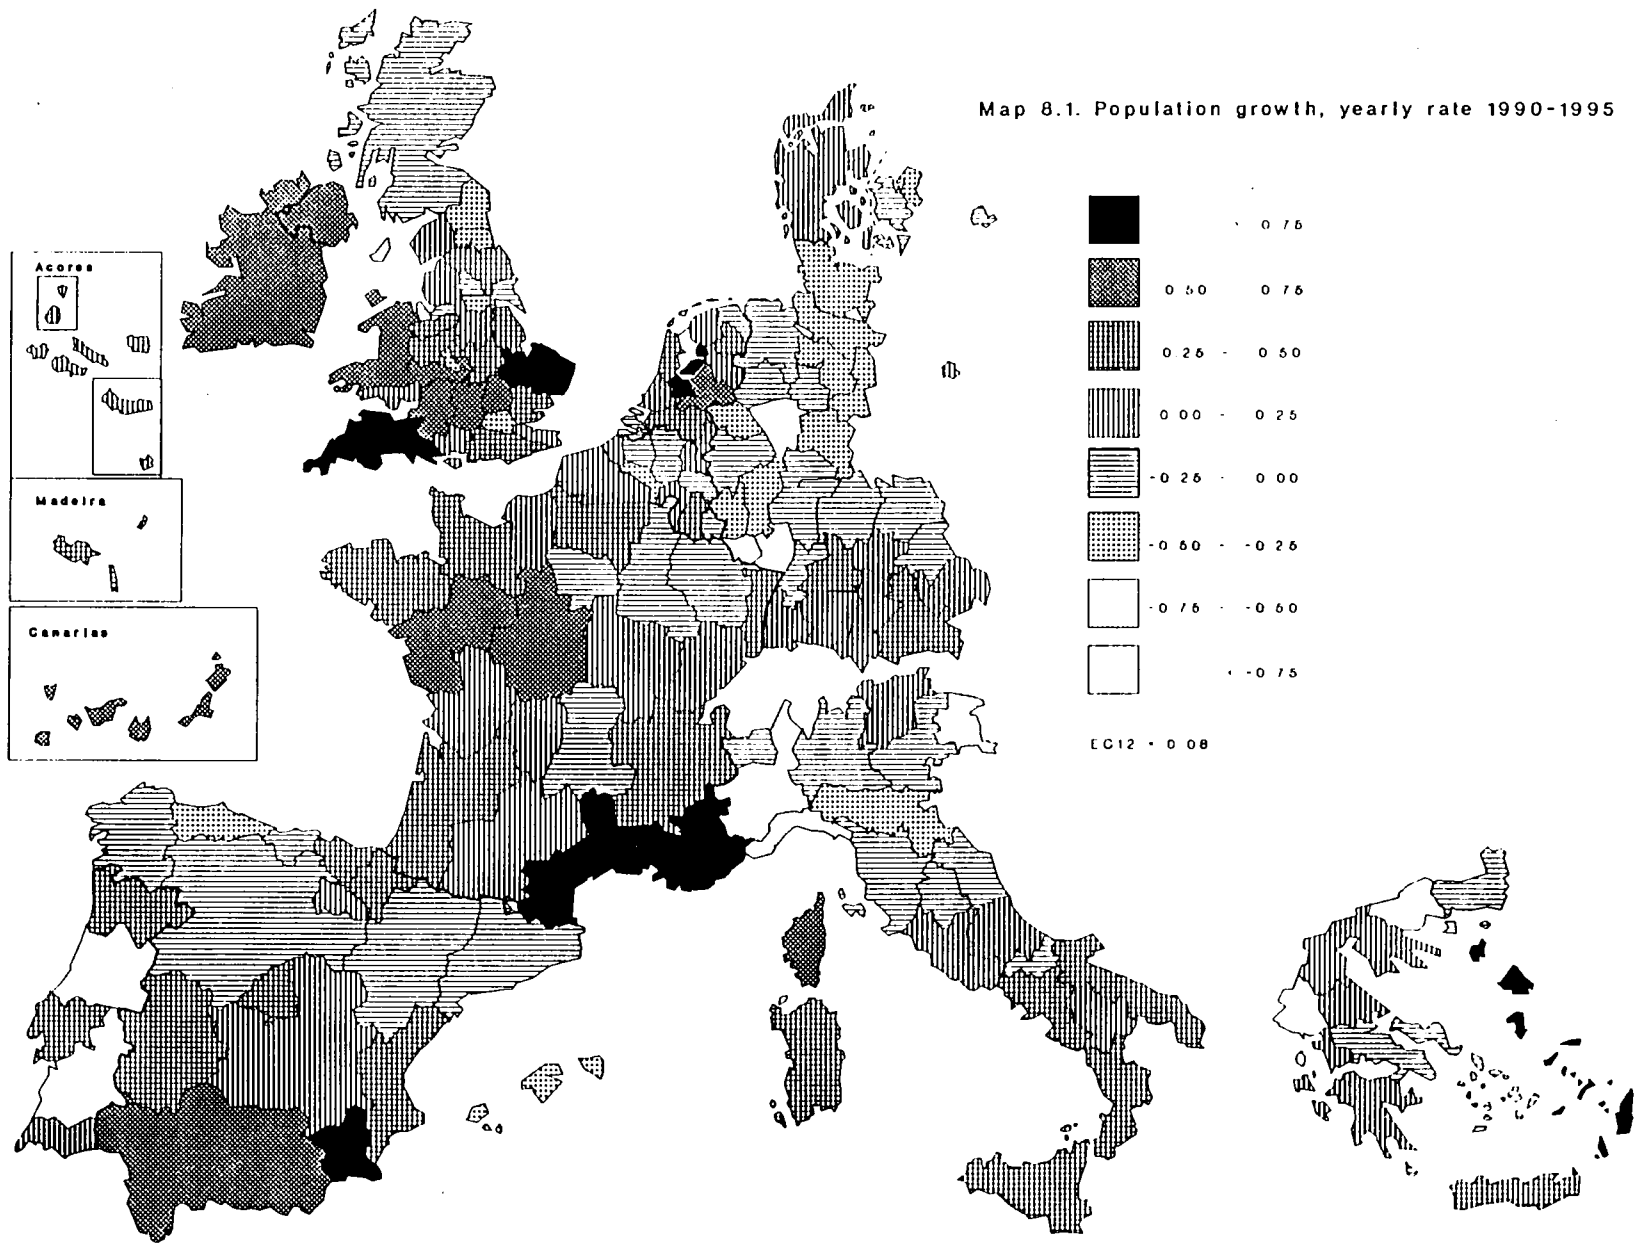 Map 8.1. Population growth, yearly rate 1990-1995
0 75
0 50 0 75
0.25 - 0 50
0.00 - 0 25
-0 25 - 0 00
-0 50 - -0 25
-0 75 - -0 50
< -0 75
EC12 = 0 08
Acores
Madeira
Canarias